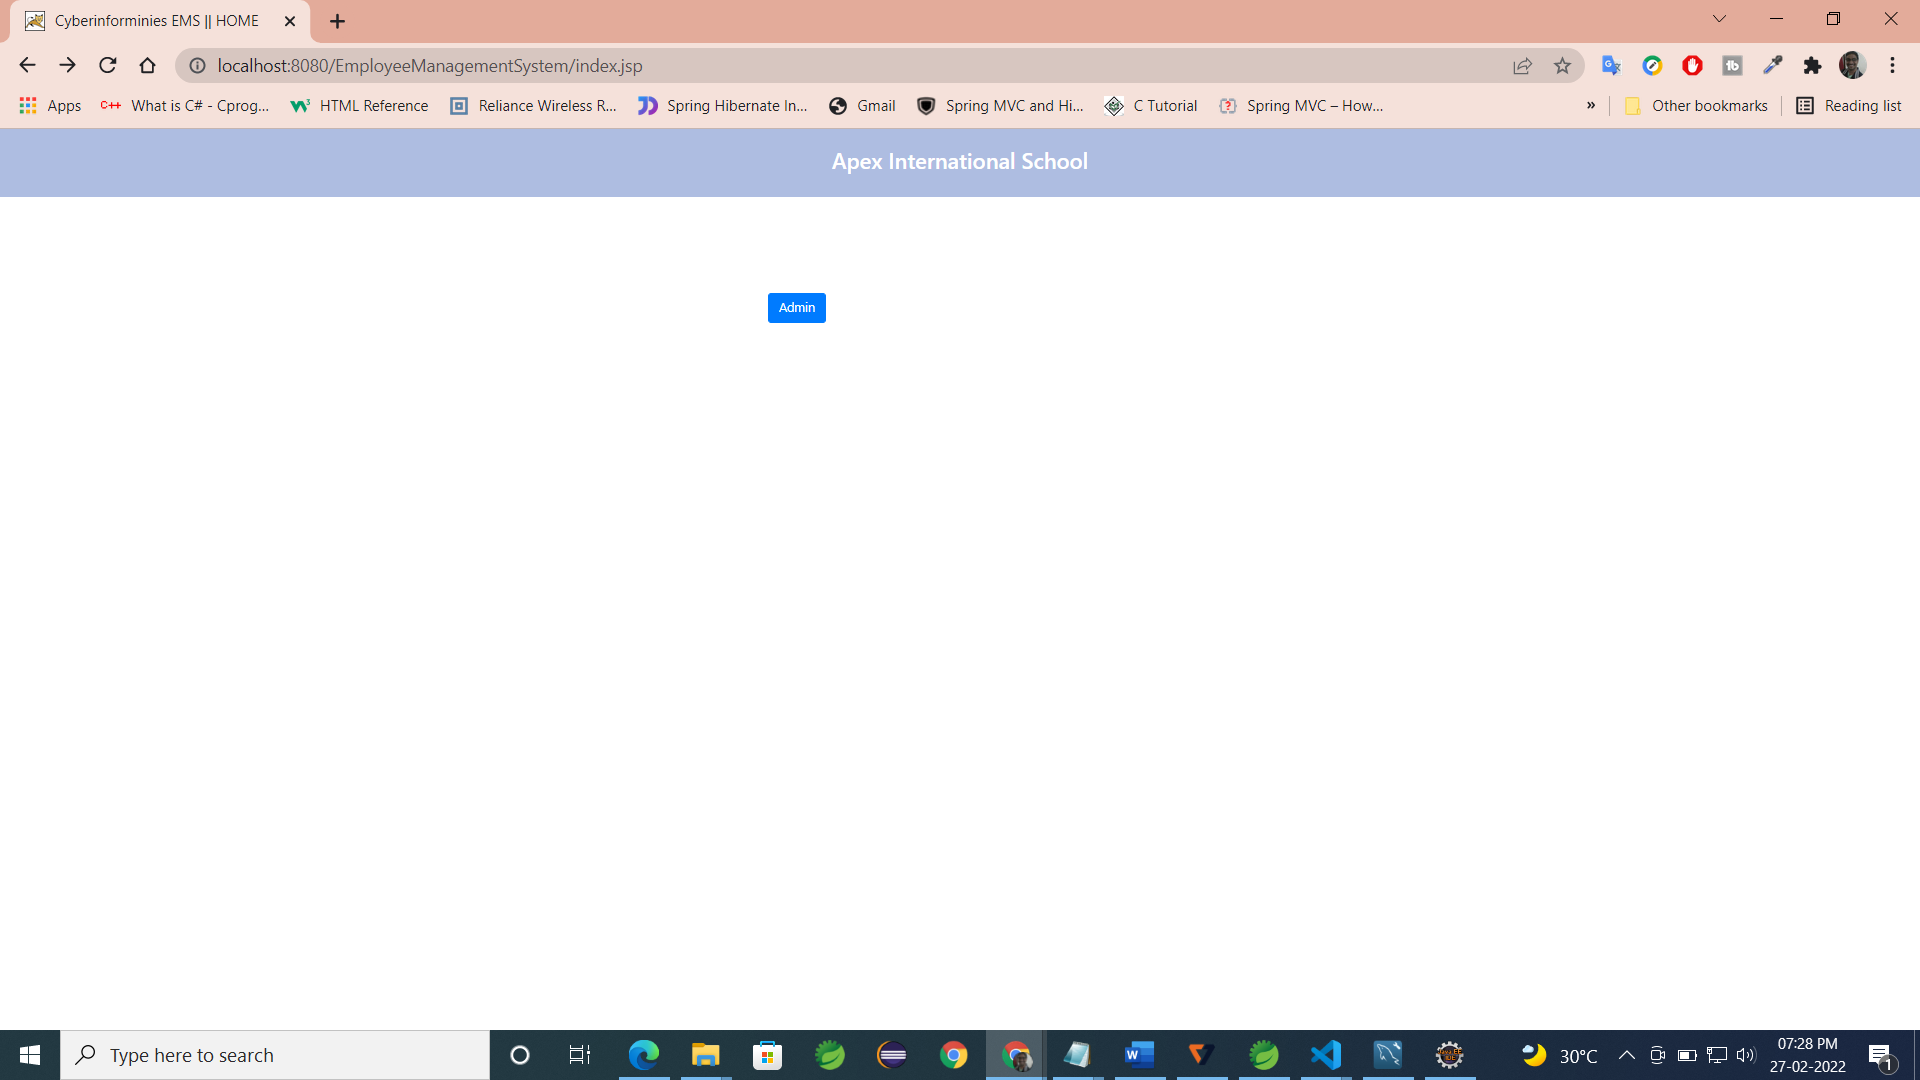 Cyberinforminies EMS || HOME
localhost:8080/EmployeeManagementSystem/index.jsp
Apps C++ What is C# - Cprog... HTML Reference Reliance Wireless R... Spring Hibernate In... Gmail Spring MVC and Hi... C Tutorial Spring MVC – How... » Other bookmarks Reading list
Apex International School
Admin
Type here to search
30°C
07:28 PM
27-02-2022
1